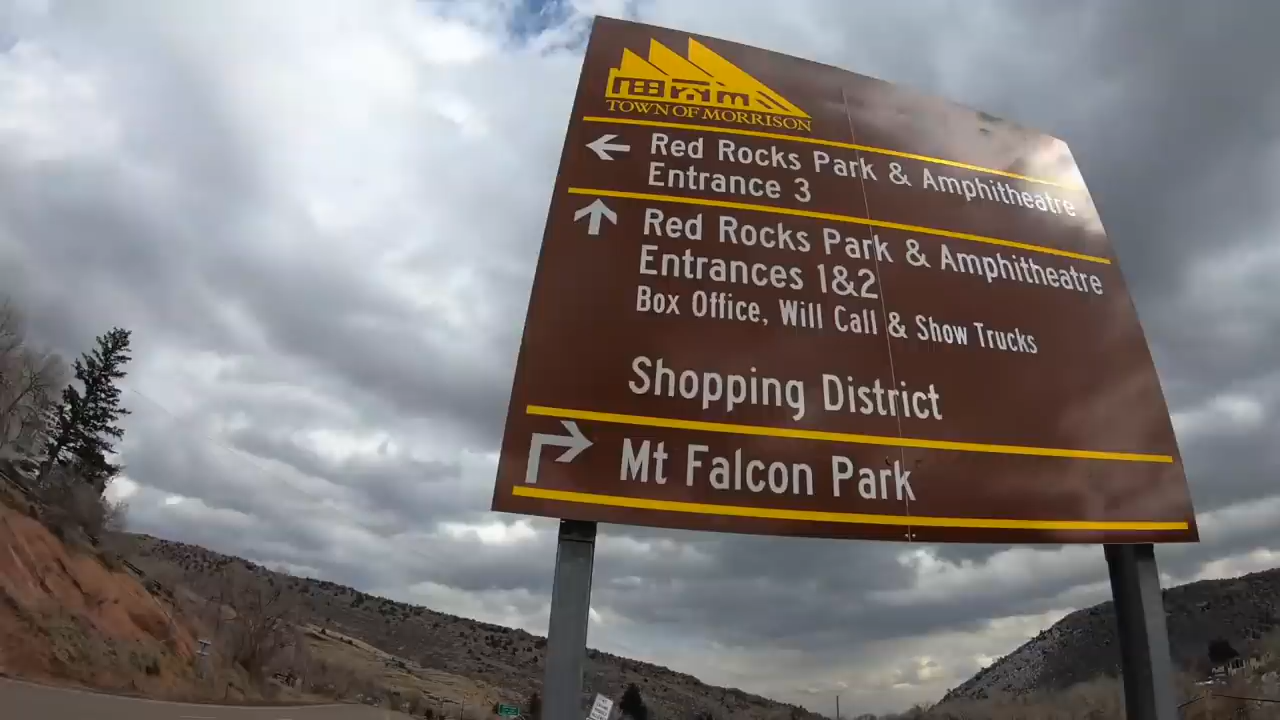 TOWN OF MORRISON
Red Rocks Park & Amphitheatre
Entrance 3
Red Rocks Park & Amphitheatre
Entrances 1&2
Box Office, Will Call & Show Trucks
Shopping District
Mt Falcon Park